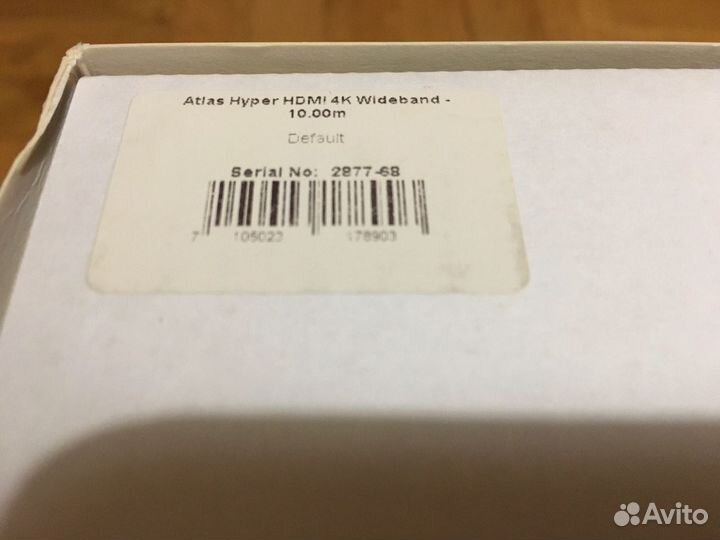 Atlas Hyper HDMI 4K Wideband -
10.00m
Default
Serial No: 2877-68
7 105023 178903
Avito